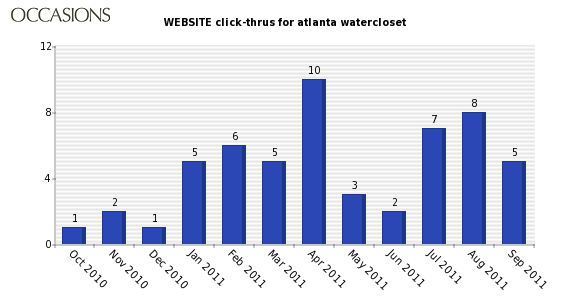 OCCASIONS
WEBSITE click-thrus for atlanta watercloset
12
8
4
0
1
2
1
5
6
5
10
3
2
7
8
5
Oct 2010
Nov 2010
Dec 2010
Jan 2011
Feb 2011
Mar 2011
Apr 2011
May 2011
Jun 2011
Jul 2011
Aug 2011
Sep 2011